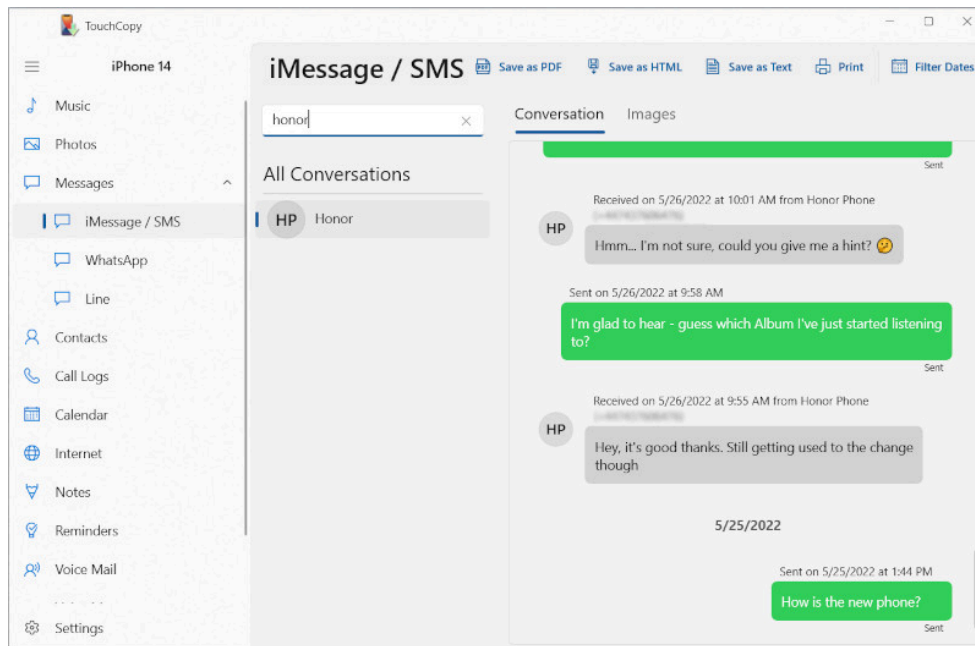 TouchCopy
iPhone 14
Music
Photos
Messages
iMessage / SMS
WhatsApp
Line
Contacts
Call Logs
Calendar
Internet
Notes
Reminders
Voice Mail
Settings
iMessage / SMS
Save as PDF
Save as HTML
Save as Text
Print
Filter Dates
honor
All Conversations
HP Honor
Conversation Images
Sent
Received on 5/26/2022 at 10:01 AM from Honor Phone
HP
Hmm... I'm not sure, could you give me a hint? 🫤
Sent on 5/26/2022 at 9:58 AM
I'm glad to hear - guess which Album I've just started listening
to?
Sent
Received on 5/26/2022 at 9:55 AM from Honor Phone
HP
Hey, it's good thanks. Still getting used to the change
though
5/25/2022
Sent on 5/25/2022 at 1:44 PM
How is the new phone?
Sent